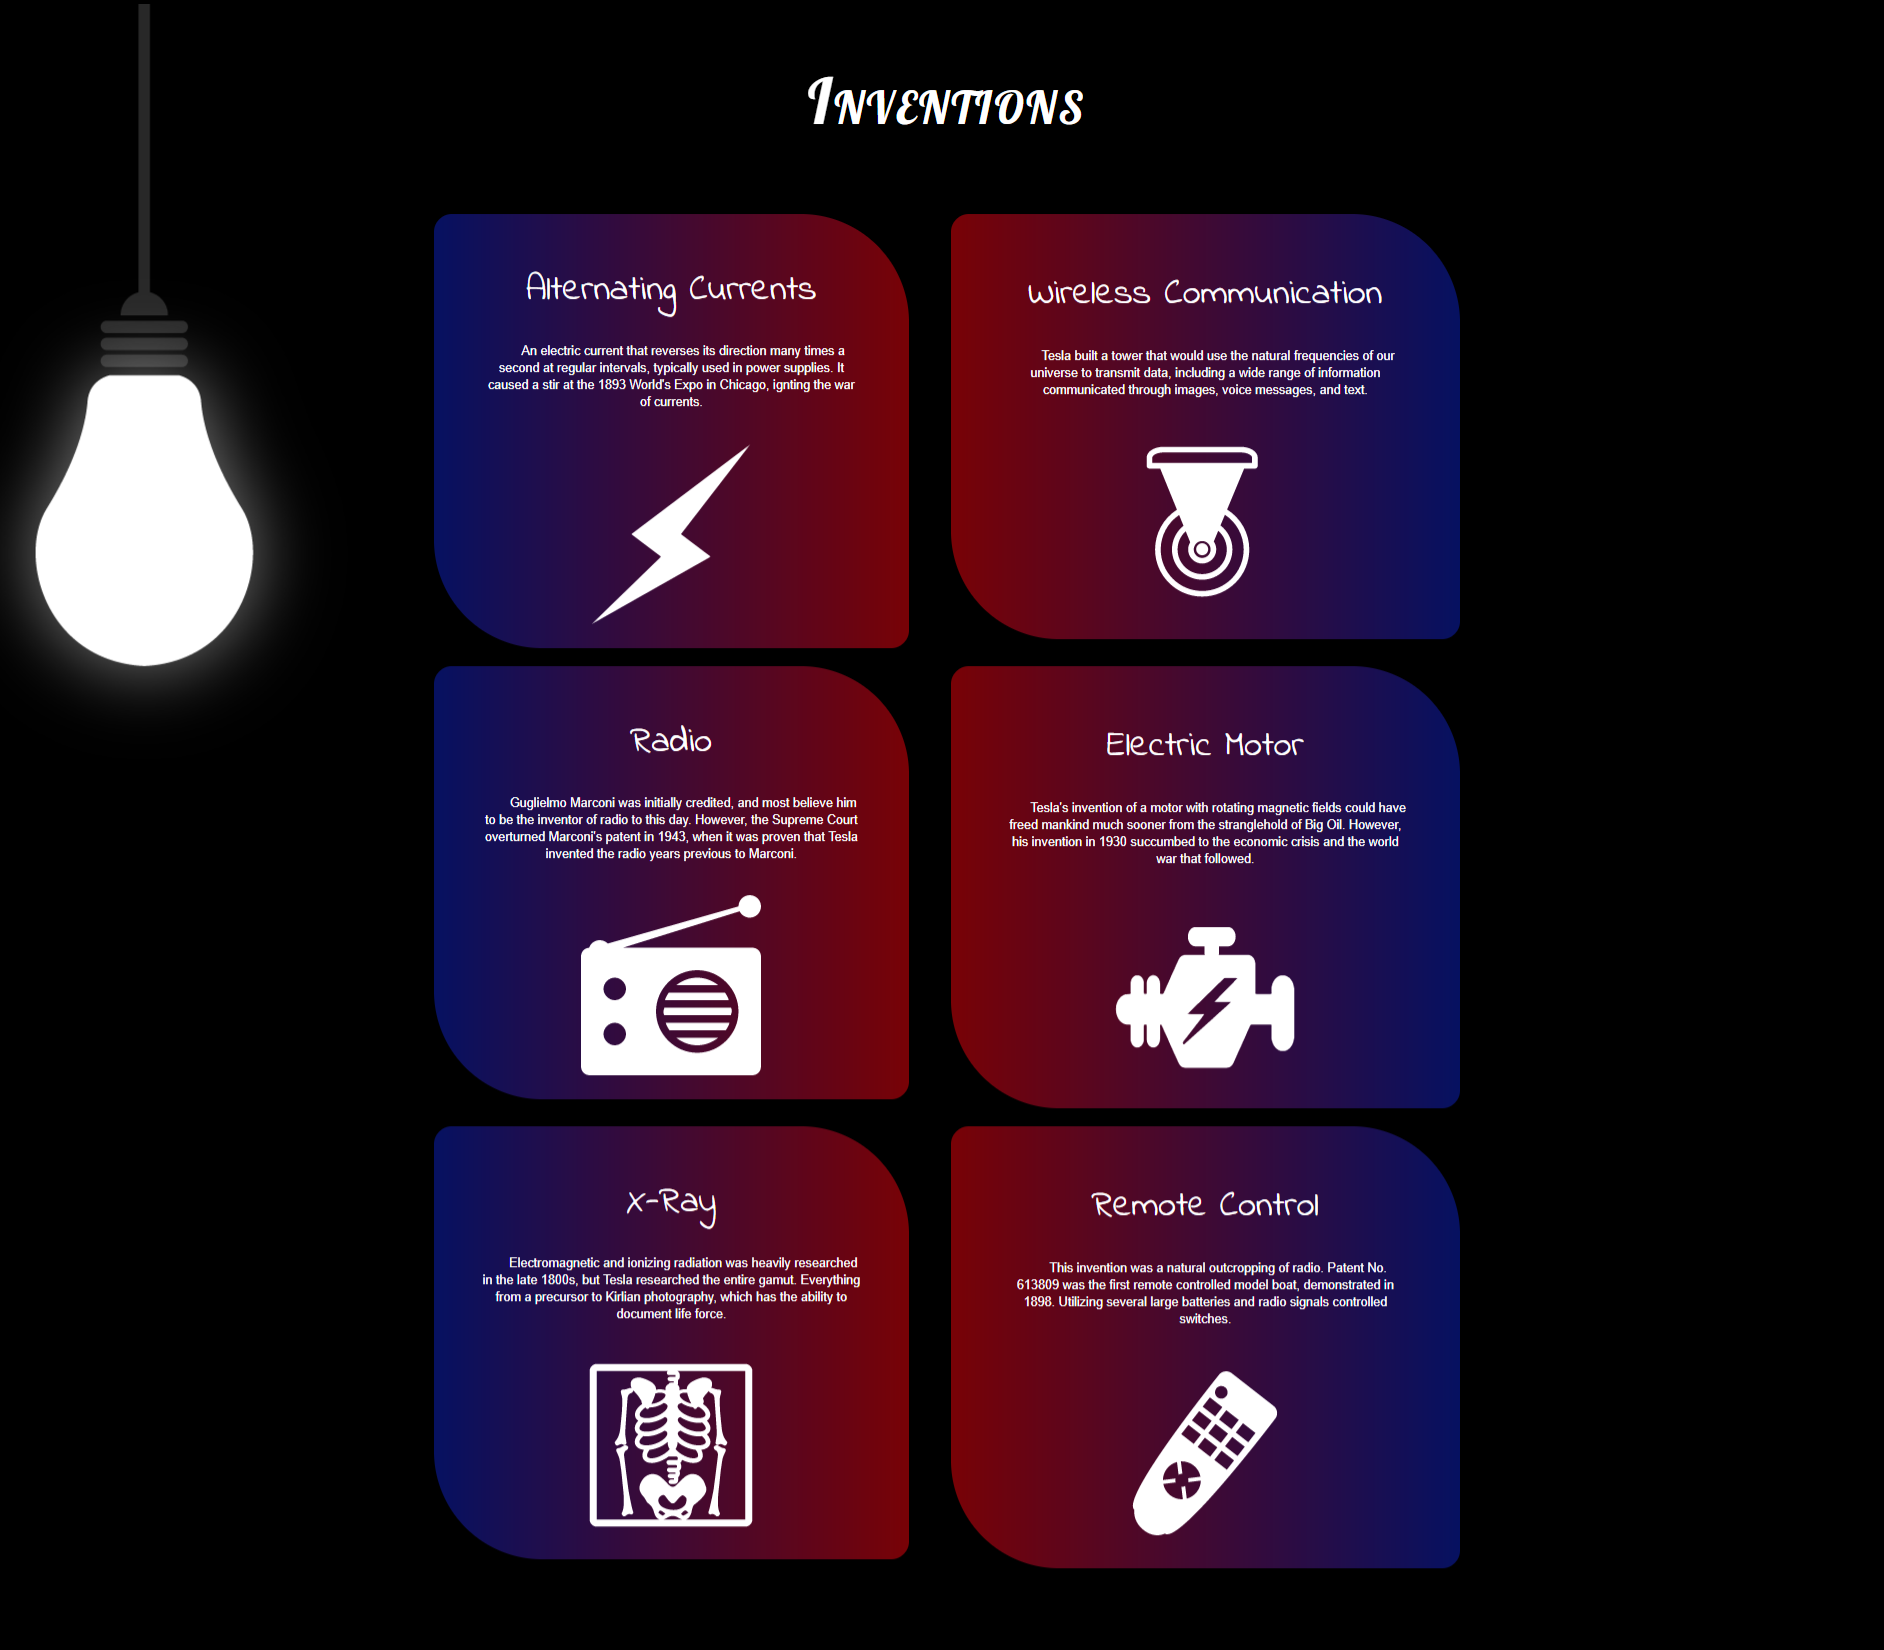 Inventions
Alternating Currents
An electric current that reverses its direction many times a
second at regular intervals, typically used in power supplies. It
caused a stir at the 1893 World's Expo in Chicago, ignting the war
of currents.
Wireless Communication
Tesla built a tower that would use the natural frequencies of our
universe to transmit data, including a wide range of information
communicated through images, voice messages, and text.
Radio
Guglielmo Marconi was initially credited, and most believe him
to be the inventor of radio to this day. However, the Supreme Court
overturned Marconi's patent in 1943, when it was proven that Tesla
invented the radio years previous to Marconi.
Electric Motor
Tesla's invention of a motor with rotating magnetic fields could have
freed mankind much sooner from the stranglehold of Big Oil. However,
his invention in 1930 succumbed to the economic crisis and the world
war that followed.
X-Ray
Electromagnetic and ionizing radiation was heavily researched
in the late 1800s, but Tesla researched the entire gamut. Everything
from a precursor to Kirlian photography, which has the ability to
document life force.
Remote Control
This invention was a natural outcropping of radio. Patent No.
613809 was the first remote controlled model boat, demonstrated in
1898. Utilizing several large batteries and radio signals controlled
switches.